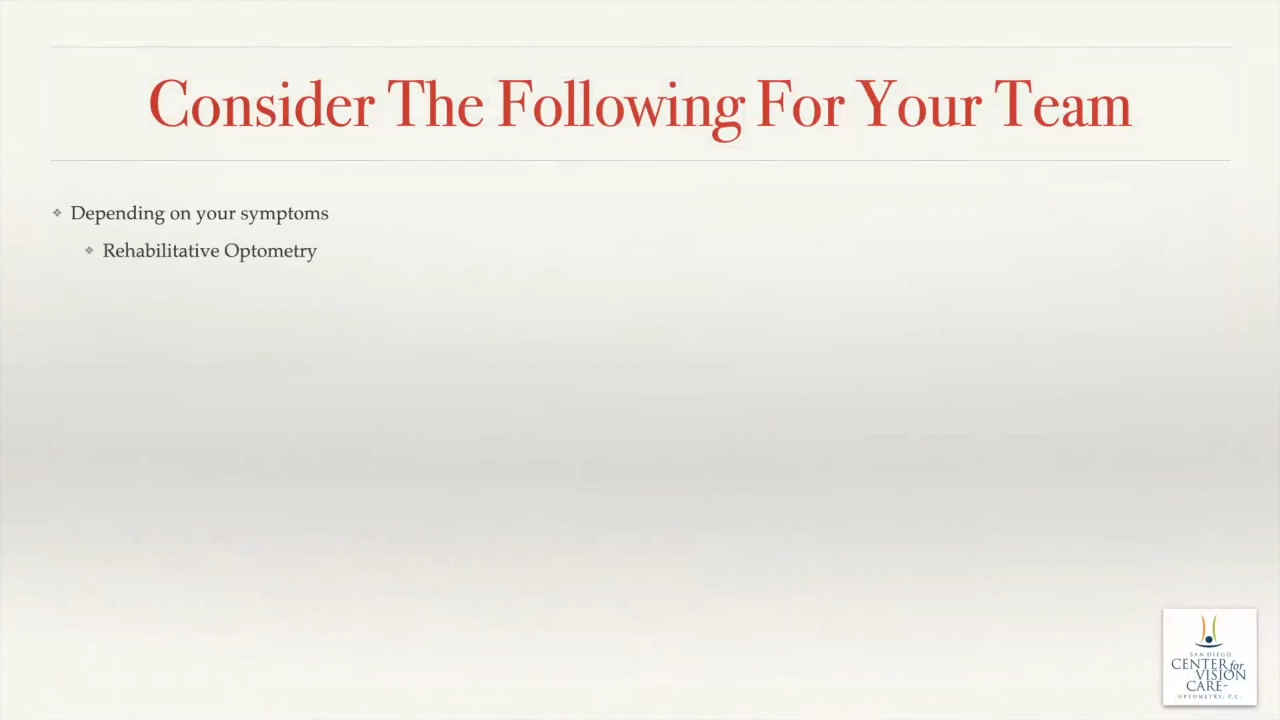 Consider The Following For Your Team
❖ Depending on your symptoms
❖ Rehabilitative Optometry
SAN DIEGO
CENTER for
VISION
CARE
OPTOMETRY, P.C.